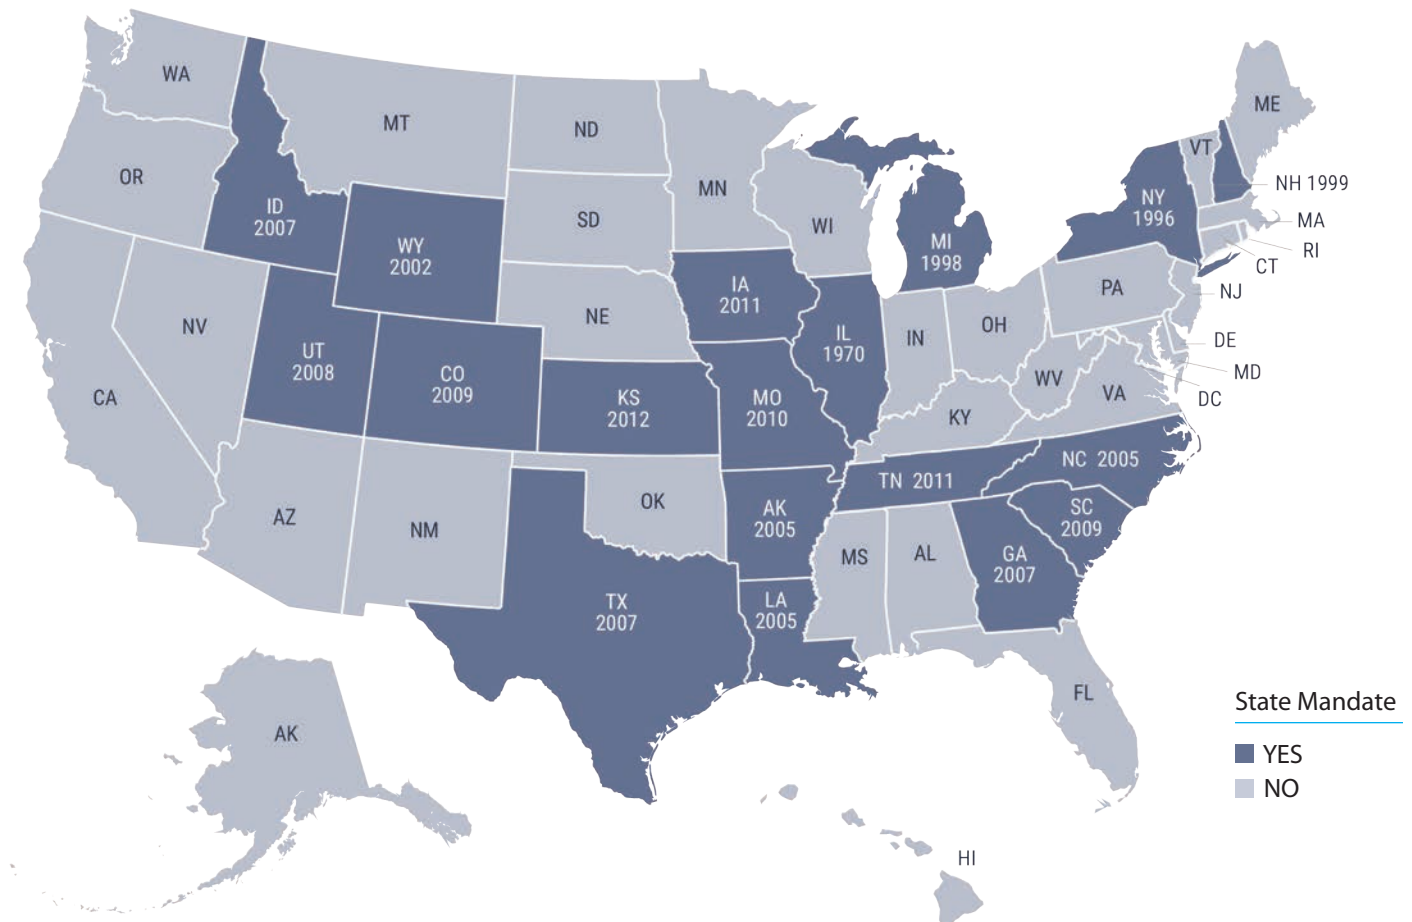 WA
MT
ND
MN
ME
VT
NH 1999
OR
ID
2007
SD
WI
NY
1996
MA
RI
WY
2002
MI
1998
CT
IA
2011
PA
NJ
NV
NE
IL
1970
IN
OH
DE
UT
2008
CO
2009
MD
WV
VA
DC
CA
KS
2012
MO
2010
KY
NC 2005
TN 2011
AZ
NM
OK
AK
2005
SC
2009
MS
AL
GA
2007
TX
2007
LA
2005
FL
AK
HI
State Mandate
YES
NO